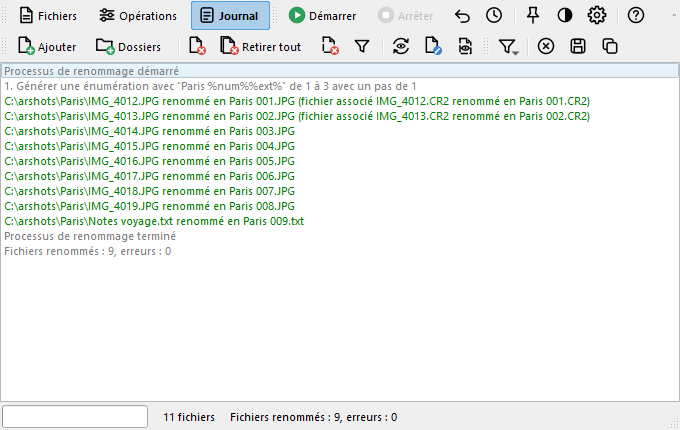 Fichiers Opérations Journal Démarrer Arrêter
Ajouter Dossiers Retirer tout
Processus de renommage démarré
1. Générer une énumération avec "Paris %num%%ext%" de 1 à 3 avec un pas de 1
C:\arshots\Paris\IMG_4012.JPG renommé en Paris 001.JPG (fichier associé IMG_4012.CR2 renommé en Paris 001.CR2)
C:\arshots\Paris\IMG_4013.JPG renommé en Paris 002.JPG (fichier associé IMG_4013.CR2 renommé en Paris 002.CR2)
C:\arshots\Paris\IMG_4014.JPG renommé en Paris 003.JPG
C:\arshots\Paris\IMG_4015.JPG renommé en Paris 004.JPG
C:\arshots\Paris\IMG_4016.JPG renommé en Paris 005.JPG
C:\arshots\Paris\IMG_4017.JPG renommé en Paris 006.JPG
C:\arshots\Paris\IMG_4018.JPG renommé en Paris 007.JPG
C:\arshots\Paris\IMG_4019.JPG renommé en Paris 008.JPG
C:\arshots\Paris\Notes voyage.txt renommé en Paris 009.txt
Processus de renommage terminé
Fichiers renommés : 9, erreurs : 0
11 fichiers Fichiers renommés : 9, erreurs : 0